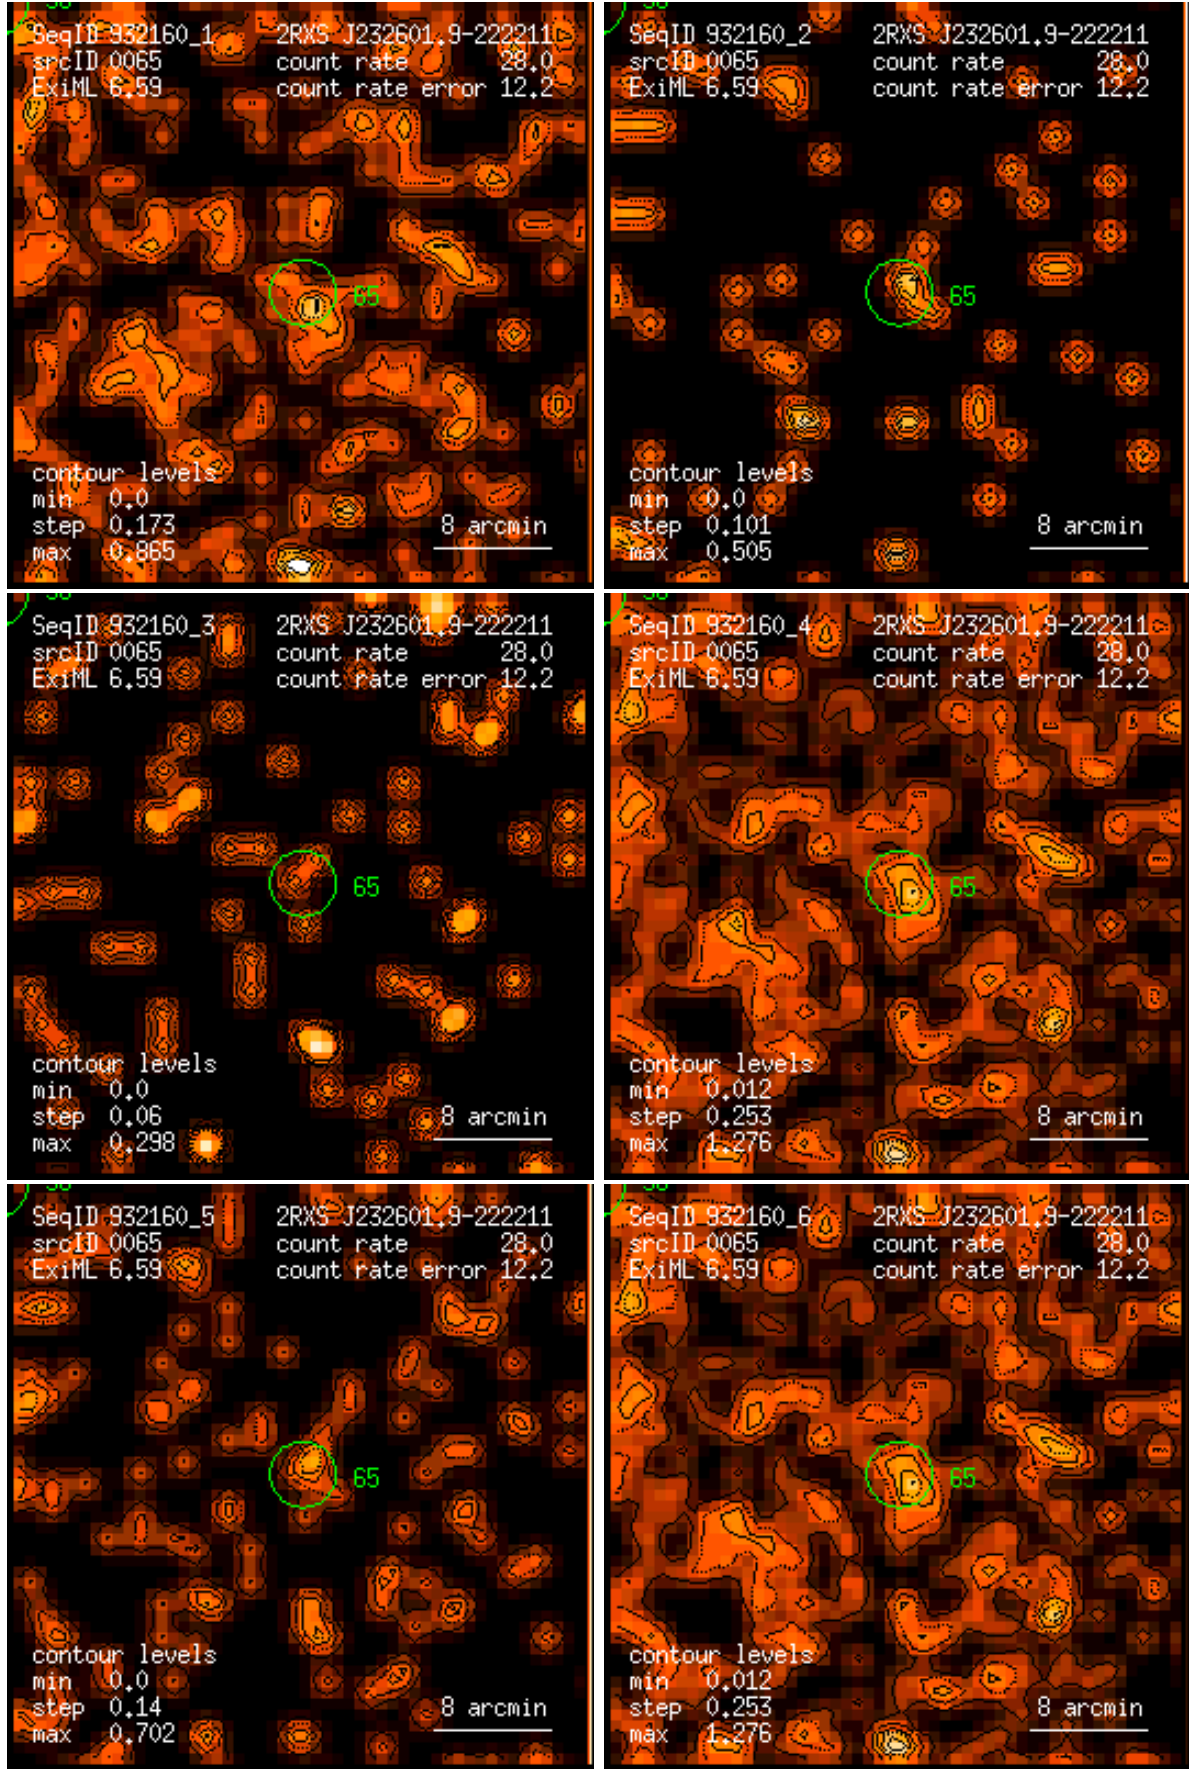 SeqID 932160_1 2RXS J232601.9-222211
srcID 0065 count rate 28.0
ExiML 6.59 count rate error 12.2
65
contour levels
min 0.0
step 0.173 8 arcmin
max 0.865
SeqID 932160_2 2RXS J232601.9-222211
srcID 0065 count rate 28.0
ExiML 6.59 count rate error 12.2
65
contour levels
min 0.0
step 0.101 8 arcmin
max 0.505
SeqID 932160_3 2RXS J232601.9-222211
srcID 0065 count rate 28.0
ExiML 6.59 count rate error 12.2
65
contour levels
min 0.0
step 0.06 8 arcmin
max 0.298
SeqID 932160_4 2RXS J232601.9-222211
srcID 0065 count rate 28.0
ExiML 6.59 count rate error 12.2
65
contour levels
min 0.012
step 0.253 8 arcmin
max 1.276
SeqID 932160_5 2RXS J232601.9-222211
srcID 0065 count rate 28.0
ExiML 6.59 count rate error 12.2
65
contour levels
min 0.0
step 0.14 8 arcmin
max 0.702
SeqID 932160_6 2RXS J232601.9-222211
srcID 0065 count rate 28.0
ExiML 6.59 count rate error 12.2
65
contour levels
min 0.012
step 0.253 8 arcmin
max 1.276